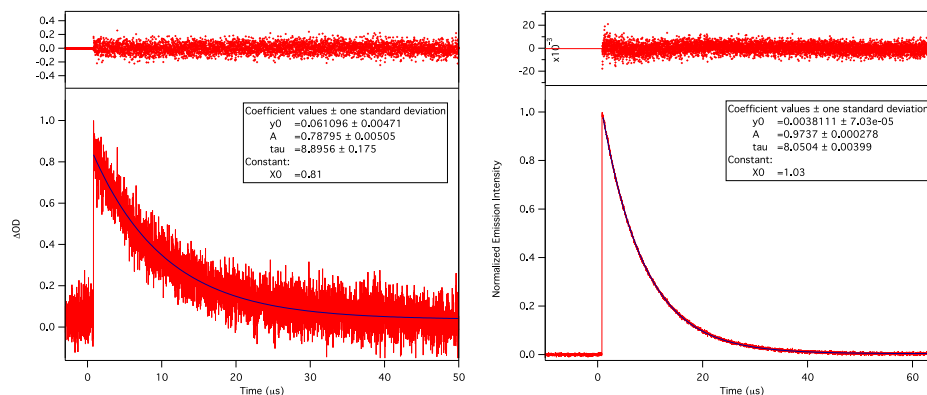 0.4
0.2
0.0
-0.2
-0.4
1.0
0.8
0.6
0.4
0.2
0.0
ΔOD
Coefficient values ± one standard deviation
y0 =0.061096 ± 0.00471
A =0.78795 ± 0.00505
tau =8.8956 ± 0.175
Constant:
X0 =0.81
0 10 20 30 40 50
Time (μs)
20
0
-20
x10⁻³
1.0
0.8
0.6
0.4
0.2
0.0
Normalized Emission Intensity
Coefficient values ± one standard deviation
y0 =0.0038111 ± 7.03e-05
A =0.9737 ± 0.000278
tau =8.0504 ± 0.00399
Constant:
X0 =1.03
0 20 40 60
Time (μs)